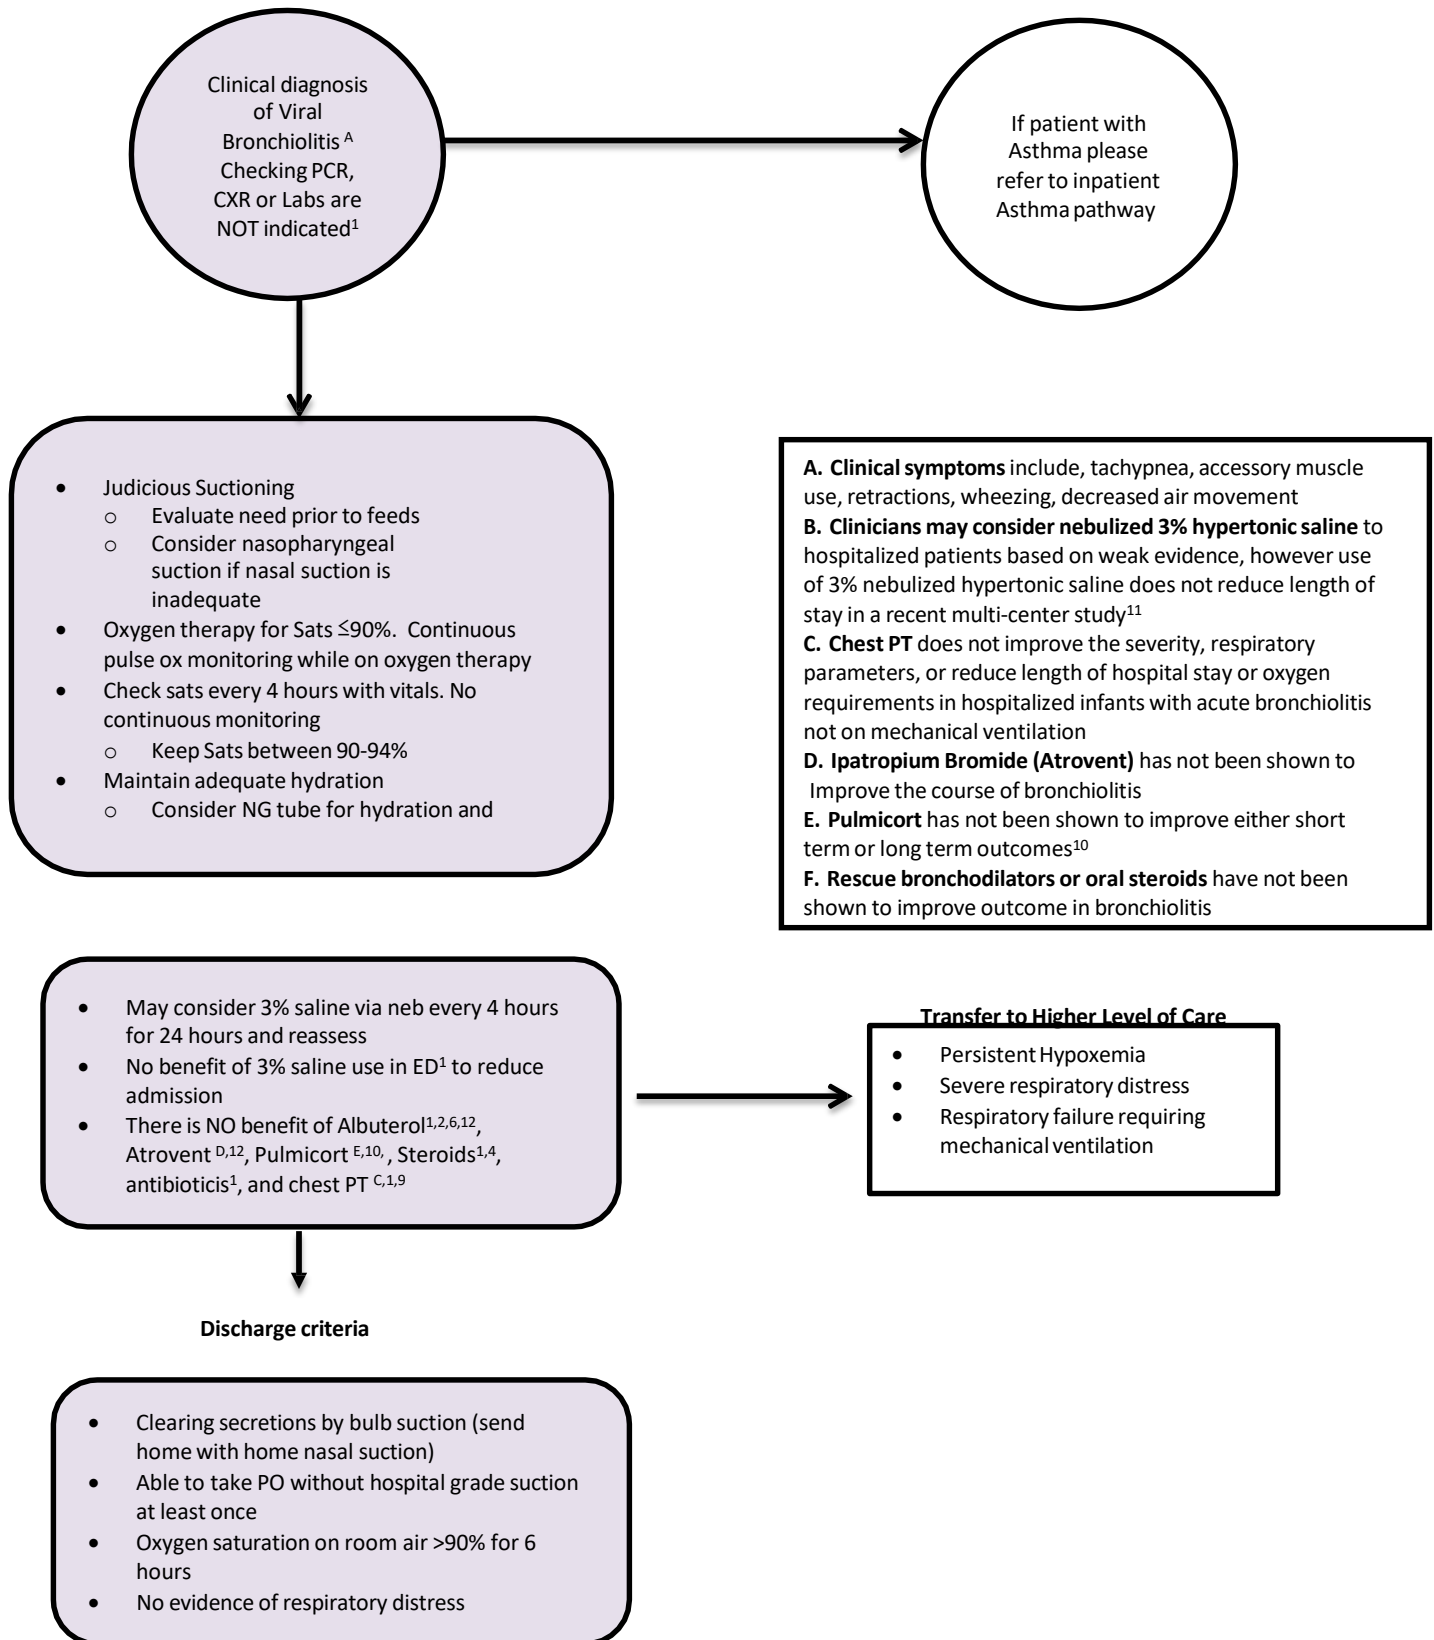 Clinical diagnosis
of Viral
Bronchiolitis A
Checking PCR,
CXR or Labs are
NOT indicated1
If patient with
Asthma please
refer to inpatient
Asthma pathway
• Judicious Suctioning
o Evaluate need prior to feeds
o Consider nasopharyngeal
suction if nasal suction is
inadequate
• Oxygen therapy for Sats ≤90%. Continuous
pulse ox monitoring while on oxygen therapy
• Check sats every 4 hours with vitals. No
continuous monitoring
o Keep Sats between 90-94%
• Maintain adequate hydration
o Consider NG tube for hydration and
A. Clinical symptoms include, tachypnea, accessory muscle
use, retractions, wheezing, decreased air movement
B. Clinicians may consider nebulized 3% hypertonic saline to
hospitalized patients based on weak evidence, however use
of 3% nebulized hypertonic saline does not reduce length of
stay in a recent multi-center study11
C. Chest PT does not improve the severity, respiratory
parameters, or reduce length of hospital stay or oxygen
requirements in hospitalized infants with acute bronchiolitis
not on mechanical ventilation
D. Ipatropium Bromide (Atrovent) has not been shown to
Improve the course of bronchiolitis
E. Pulmicort has not been shown to improve either short
term or long term outcomes10
F. Rescue bronchodilators or oral steroids have not been
shown to improve outcome in bronchiolitis
• May consider 3% saline via neb every 4 hours
for 24 hours and reassess
• No benefit of 3% saline use in ED1 to reduce
admission
• There is NO benefit of Albuterol1,2,6,12,
Atrovent D,12, Pulmicort E,10, , Steroids1,4,
antibioticis1, and chest PT C,1,9
Transfer to Higher Level of Care
• Persistent Hypoxemia
• Severe respiratory distress
• Respiratory failure requiring
mechanical ventilation
Discharge criteria
• Clearing secretions by bulb suction (send
home with home nasal suction)
• Able to take PO without hospital grade suction
at least once
• Oxygen saturation on room air >90% for 6
hours
• No evidence of respiratory distress